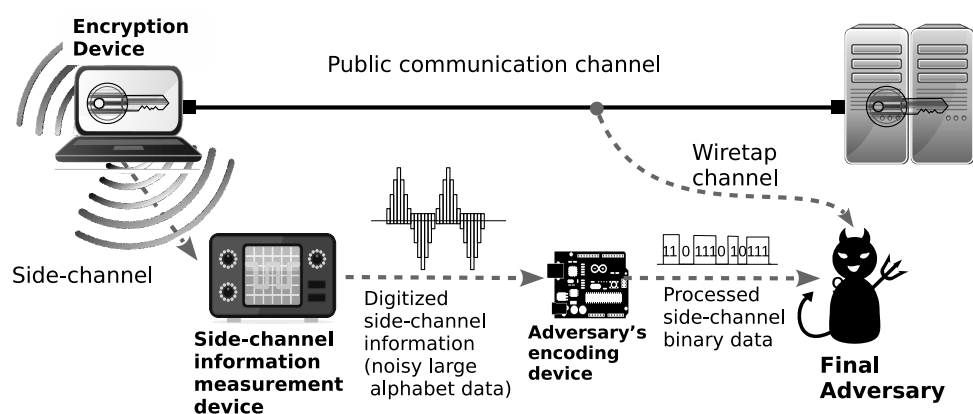 Encryption
Device
Public communication channel
Wiretap
channel
11 0 111 0 10 111
Side-channel
Digitized
side-channel
information
(noisy large
alphabet data)
Processed
side-channel
binary data
Side-channel
information
measurement
device
Adversary's
encoding
device
Final
Adversary